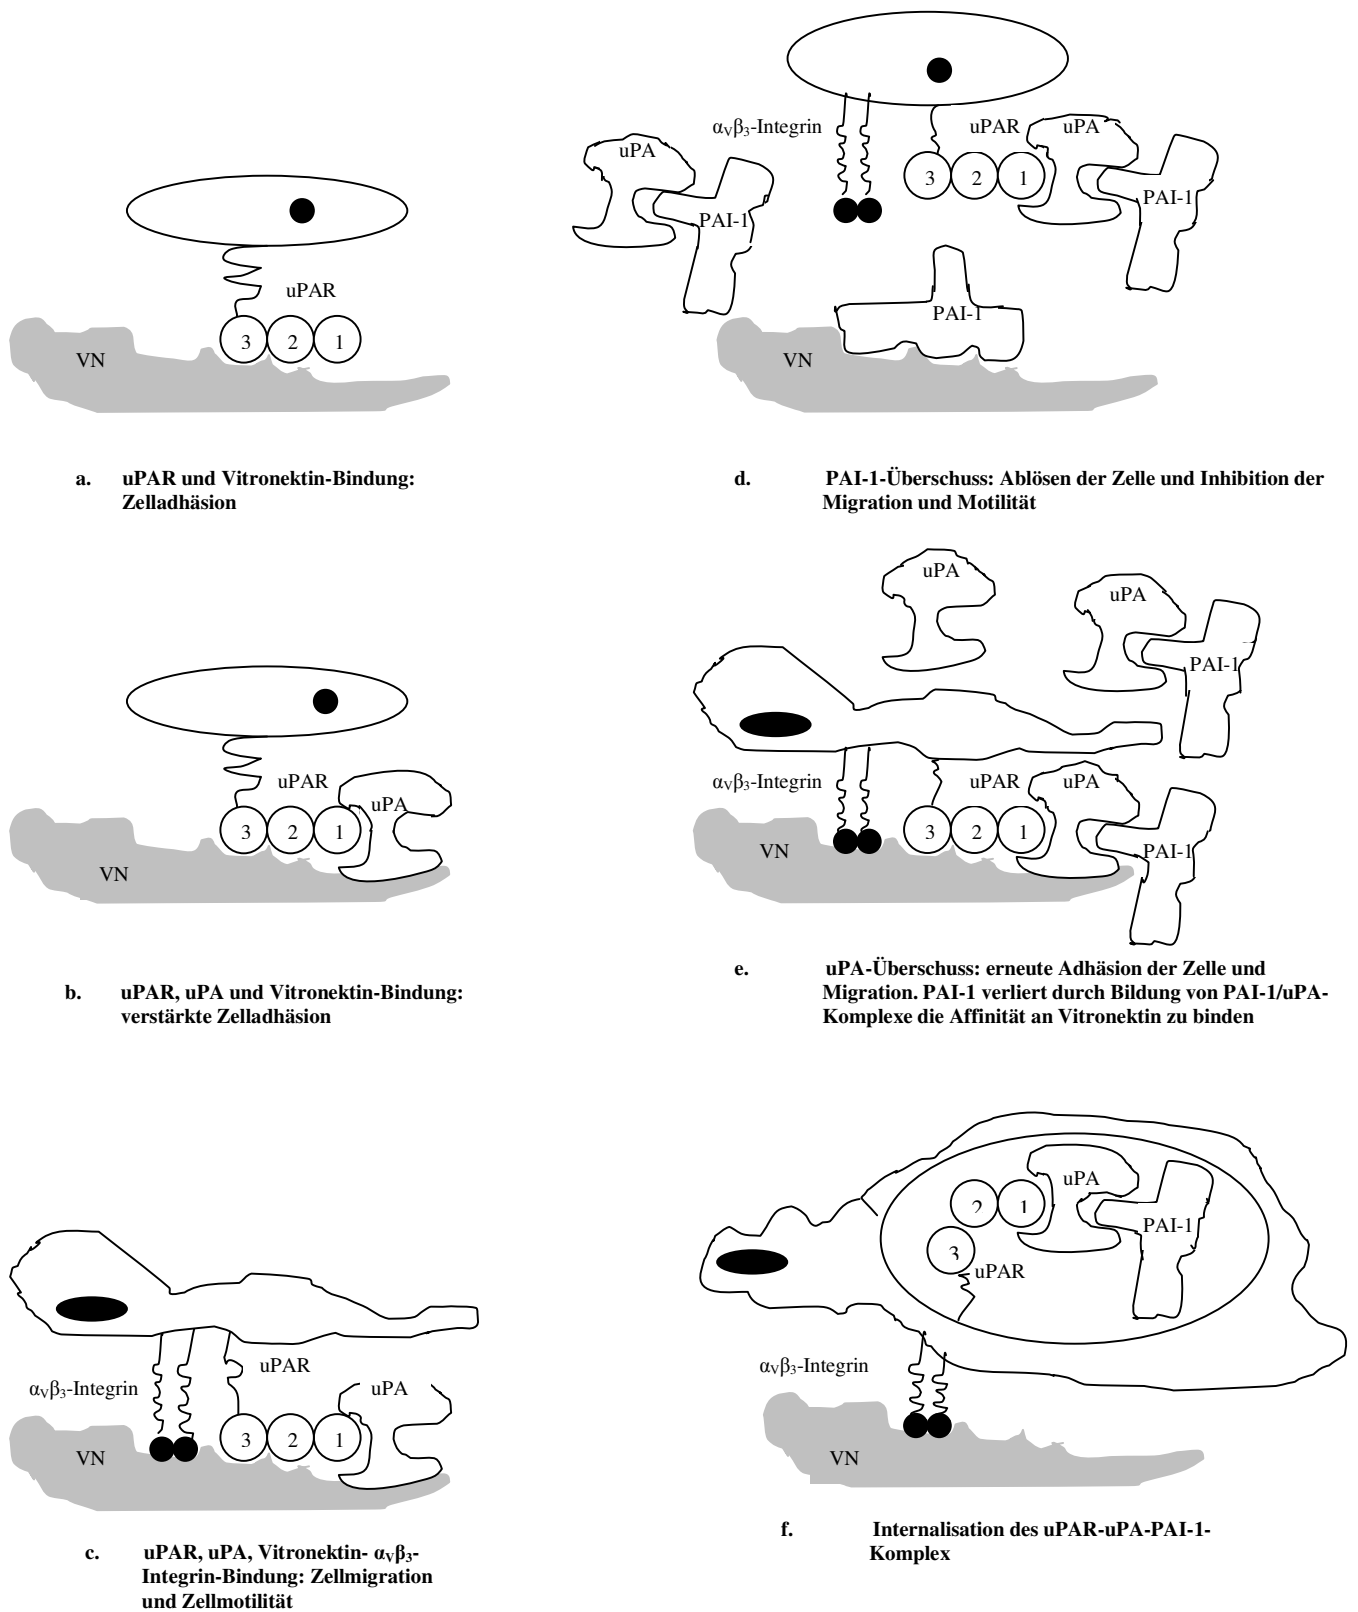 uPAR
3 2 1
VN
a. uPAR und Vitronektin-Bindung:
Zelladhäsion
uPAR
uPA
3 2 1
VN
b. uPAR, uPA und Vitronektin-Bindung:
verstärkte Zelladhäsion
uPAR
αVβ3-Integrin
uPA
3 2 1
VN
c. uPAR, uPA, Vitronektin- αVβ3-
Integrin-Bindung: Zellmigration
und Zellmotilität
αVβ3-Integrin
uPAR
uPA
uPA
3 2 1
PAI-1
PAI-1
PAI-1
VN
d. PAI-1-Überschuss: Ablösen der Zelle und Inhibition der
Migration und Motilität
uPA
uPA
PAI-1
αVβ3-Integrin
uPAR
uPA
3 2 1
VN
PAI-1
e. uPA-Überschuss: erneute Adhäsion der Zelle und
Migration. PAI-1 verliert durch Bildung von PAI-1/uPA-
Komplexe die Affinität an Vitronektin zu binden
uPA
2 1
PAI-1
3
uPAR
αVβ3-Integrin
VN
f. Internalisation des uPAR-uPA-PAI-1-
Komplex